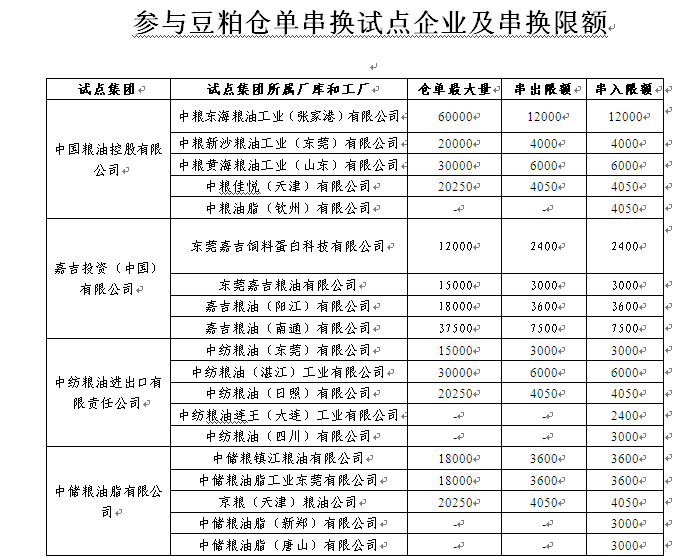 参与豆粕仓单串换试点企业及串换限额
试点集团 试点集团所属厂库和工厂 仓单最大量 串出限额 串入限额
中国粮油控股有限
公司
中粮东海粮油工业（张家港）有限公司 60000 12000 12000
中粮新沙粮油工业（东莞）有限公司 20000 4000 4000
中粮黄海粮油工业（山东）有限公司 30000 6000 6000
中粮佳悦（天津）有限公司 20250 4050 4050
中粮油脂（钦州）有限公司 - - 4050
嘉吉投资（中国）
有限公司
东莞嘉吉饲料蛋白科技有限公司 12000 2400 2400
东莞嘉吉粮油有限公司 15000 3000 3000
嘉吉粮油（阳江）有限公司 18000 3600 3600
嘉吉粮油（南通）有限公司 37500 7500 7500
中纺粮油进出口有
限责任公司
中纺粮油（东莞）有限公司 15000 3000 3000
中纺粮油（湛江）工业有限公司 30000 6000 6000
中纺粮油（日照）有限公司 20250 4050 4050
中纺粮油连王（大连）工业有限公司 - - 2400
中纺粮油（四川）有限公司 - - 3000
中储粮油脂有限公
司
中储粮镇江粮油有限公司 18000 3600 3600
中储粮油脂工业东莞有限公司 18000 3600 3600
京粮（天津）粮油公司 20250 4050 4050
中储粮油脂（新郑）有限公司 - - 3000
中储粮油脂（唐山）有限公司 - - 3000